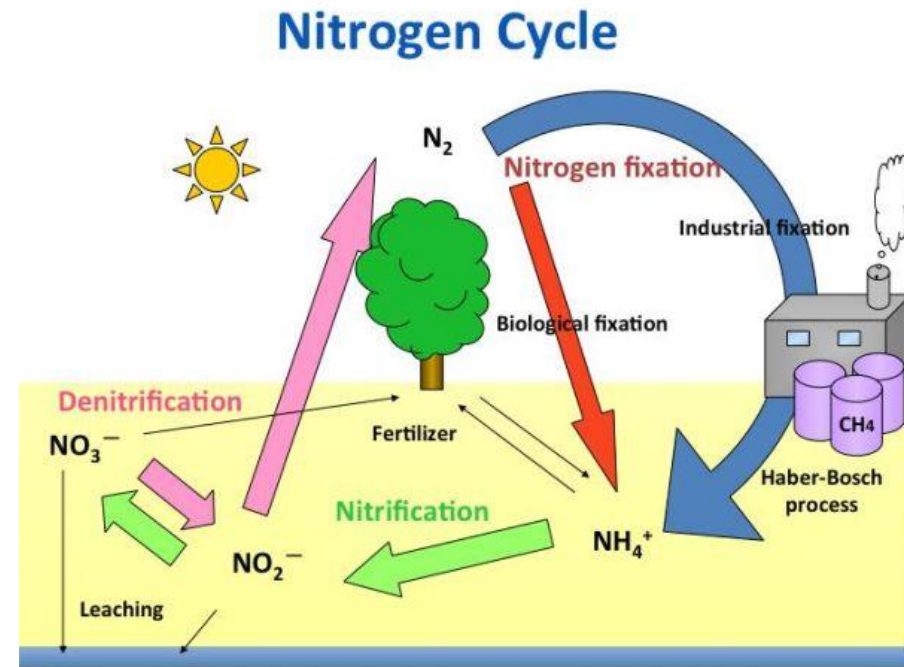 Nitrogen Cycle
N₂
Nitrogen fixation
Industrial fixation
Biological fixation
Denitrification
NO₃⁻
Fertilizer
CH₄
Haber-Bosch
process
Nitrification
NH₄⁺
NO₂⁻
Leaching